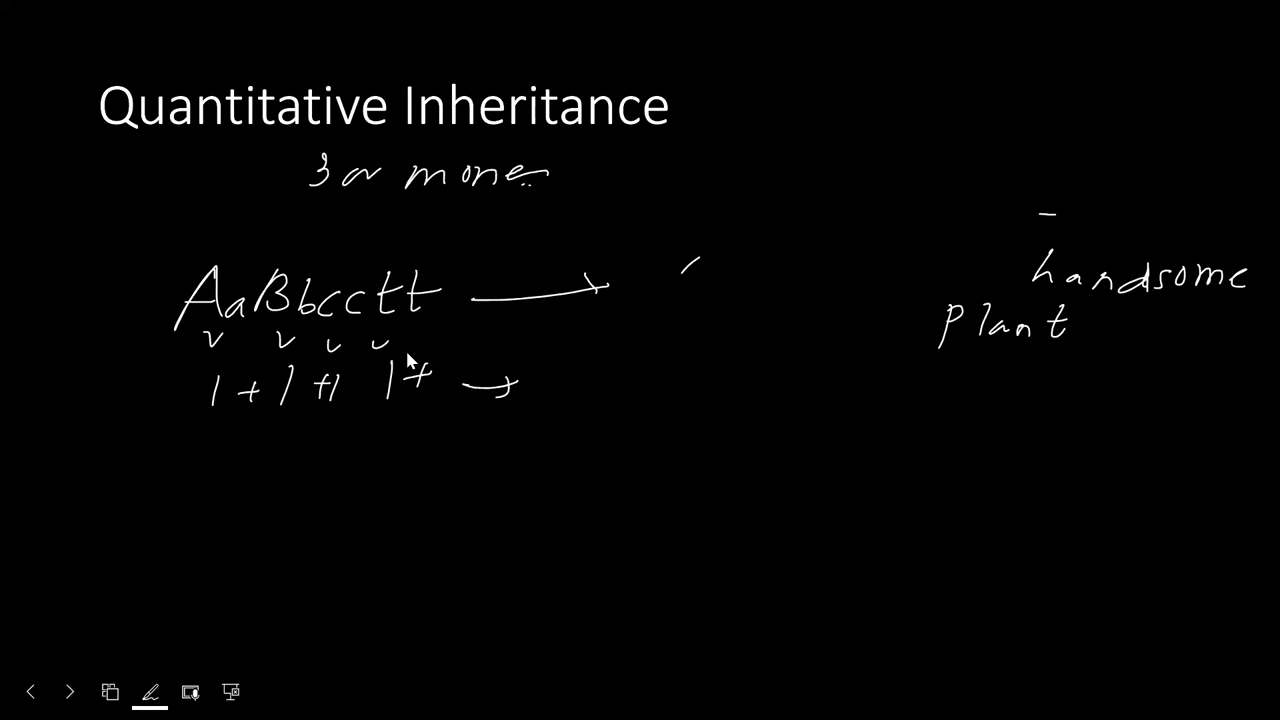 Quantitative Inheritance
3 or more
AaBbcctt
1 + 1 + 1 1 +
handsome
plant